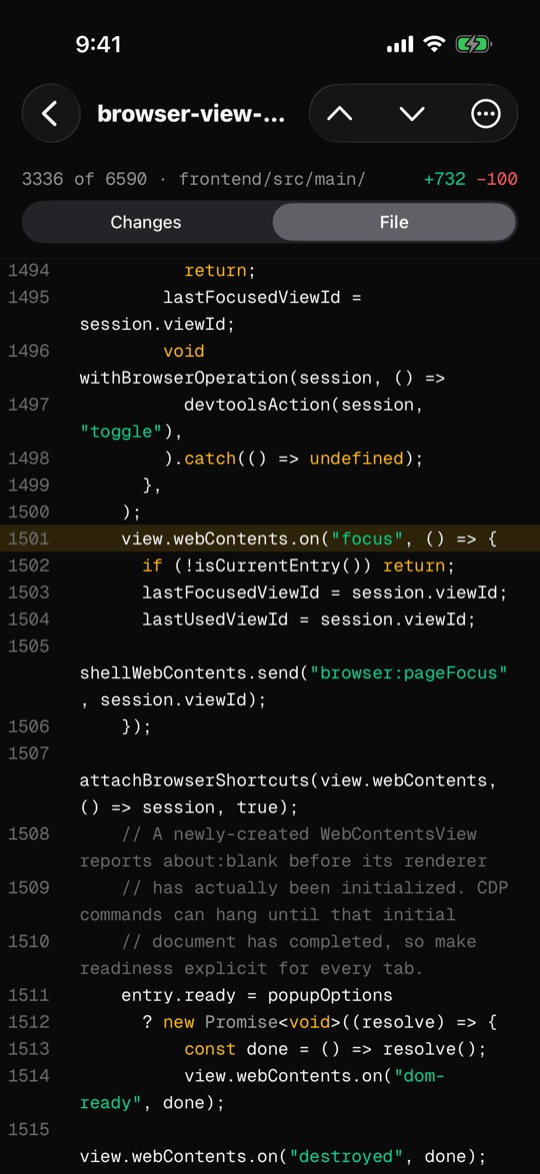 9:41
browser-view-...
3336 of 6590 · frontend/src/main/ +732 -100
Changes File
1494 return;
1495 lastFocusedViewId =
session.viewId;
1496 void
withBrowserOperation(session, () =>
1497 devtoolsAction(session,
"toggle"),
1498 ).catch(() => undefined);
1499 },
1500 );
1501 view.webContents.on("focus", () => {
1502 if (!isCurrentEntry()) return;
1503 lastFocusedViewId = session.viewId;
1504 lastUsedViewId = session.viewId;
1505
shellWebContents.send("browser:pageFocus"
, session.viewId);
1506 });
1507
attachBrowserShortcuts(view.webContents,
() => session, true);
1508 // A newly-created WebContentsView
reports about:blank before its renderer
1509 // has actually been initialized. CDP
commands can hang until that initial
1510 // document has completed, so make
readiness explicit for every tab.
1511 entry.ready = popupOptions
1512 ? new Promise<void>((resolve) => {
1513 const done = () => resolve();
1514 view.webContents.on("dom-
ready", done);
1515
view.webContents.on("destroyed", done);